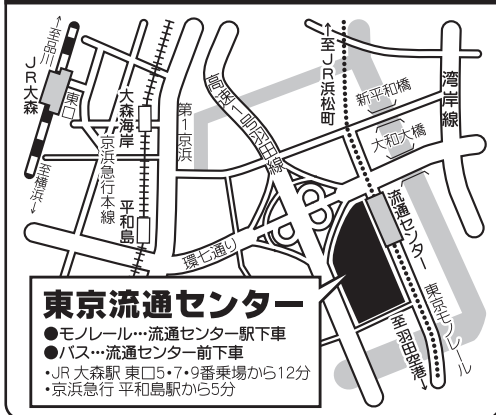 ←至品川
JR大森
東口
至横浜→
大森海岸
京浜急行本線
平和島
第1京浜
高速1号羽田線
環七通り
←至JR浜松町
新平和橋
大和大橋
湾岸線
流通センター
東京モノレール
至羽田空港→
東京流通センター
●モノレール…流通センター駅下車
●バス…流通センター前下車
・JR 大森駅 東口5・7・9番乗場から12分
・京浜急行 平和島駅から5分